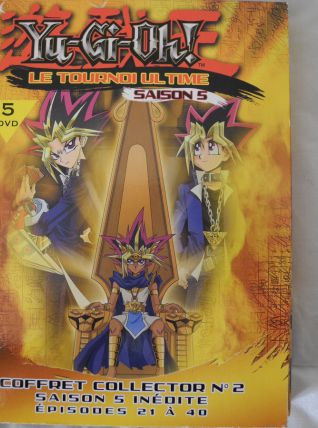 Yu-Gi-Oh!™
LE TOURNOI ULTIME
SAISON 5
5
DVD
COFFRET COLLECTOR N°2
SAISON 5 INÉDITE
ÉPISODES 21 À 40